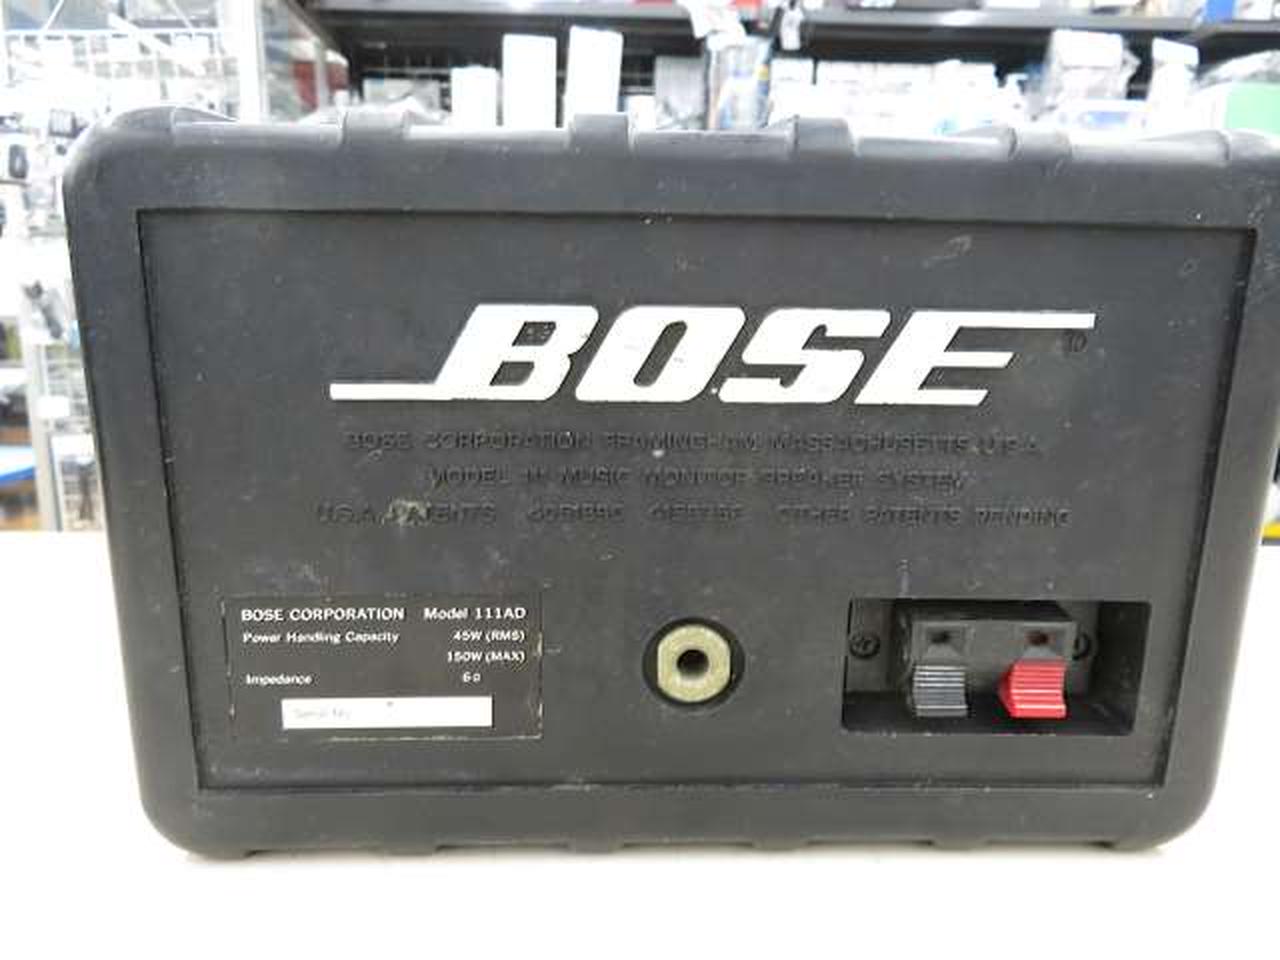 BOSE
BOSE CORPORATION FRAMINGHAM, MASSACHUSETTS U.S.A.
MUSIC MONITOR SPEAKER SYSTEM
U.S.A. PATENTS OTHER PATENTS PENDING
BOSE CORPORATION Model 111AD
Power Handling Capacity 45W (RMS)
150W (MAX)
Impedance 6Ω
Serial No.